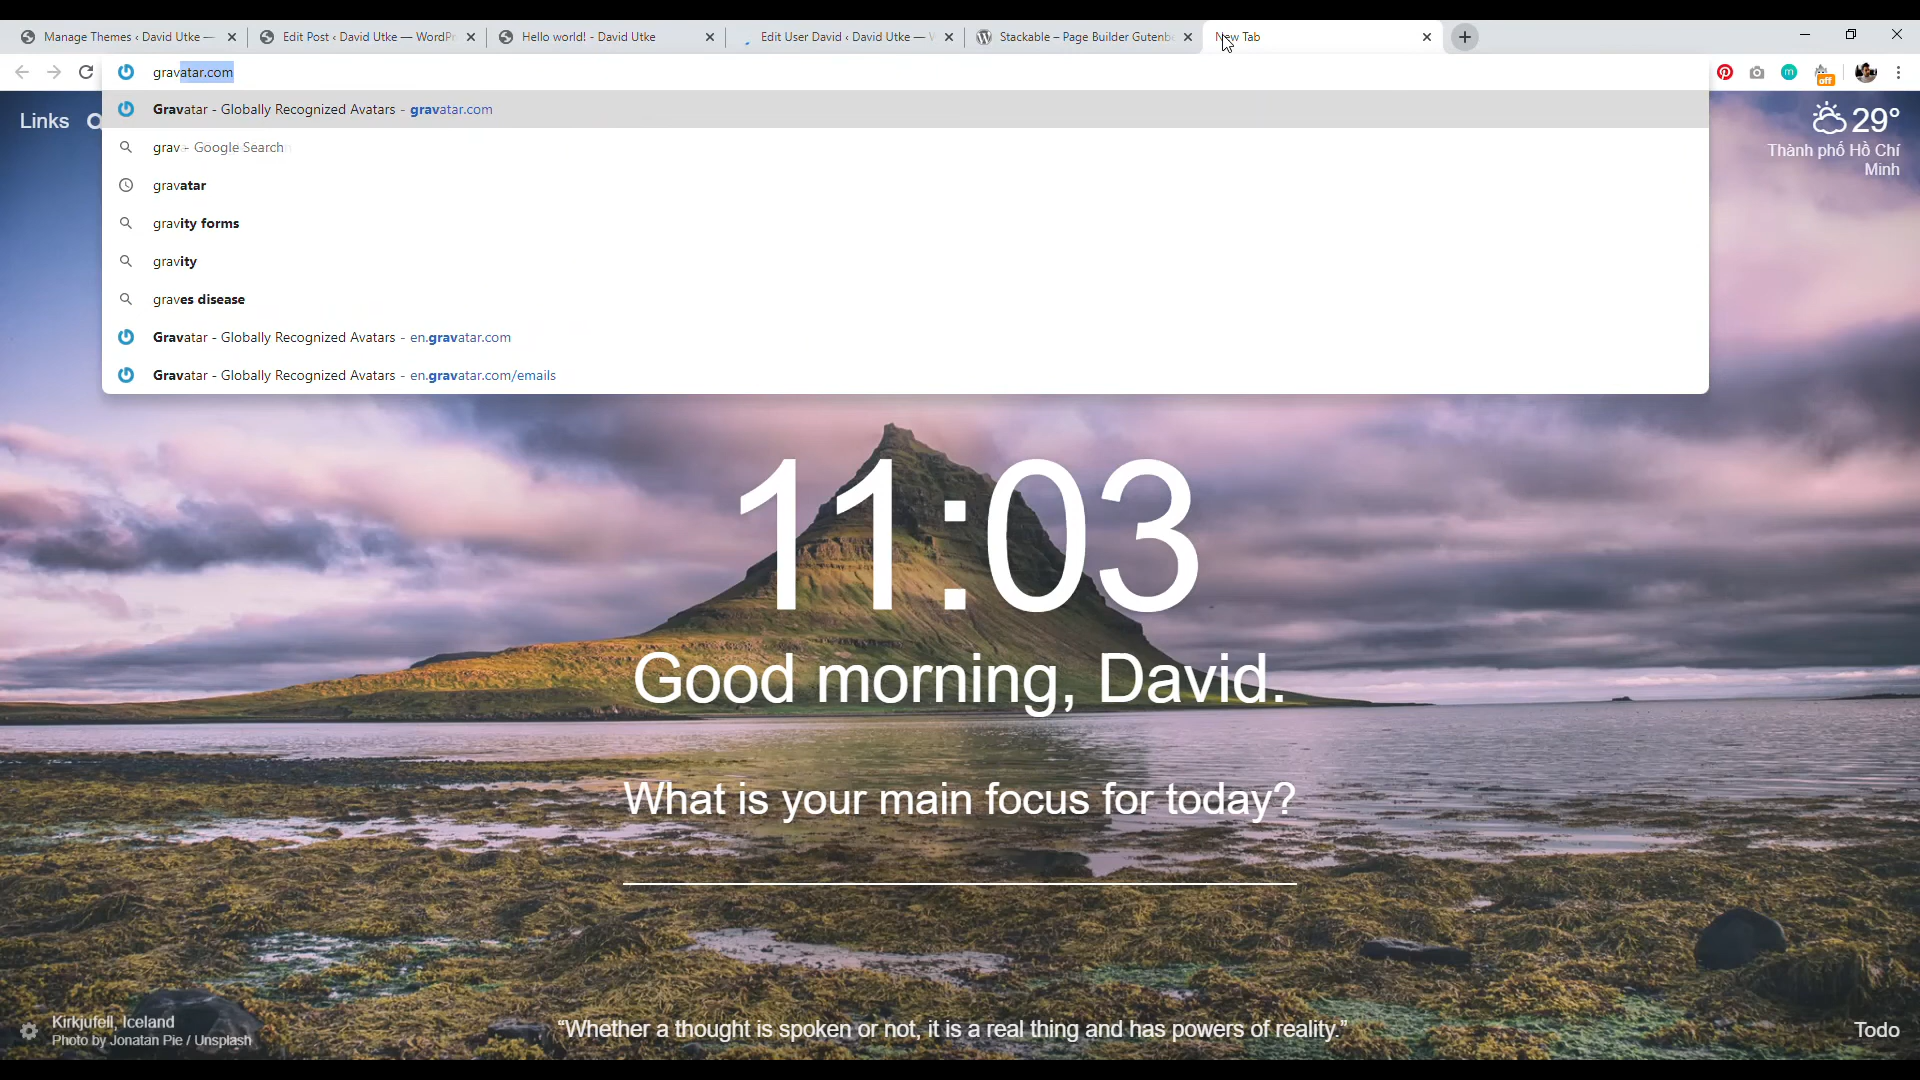 Manage Themes ‹ David Utke —
Edit Post ‹ David Utke — WordP
Hello world! - David Utke
Edit User David ‹ David Utke — W
Stackable – Page Builder Gutenbe
New Tab
gravatar.com
Gravatar - Globally Recognized Avatars - gravatar.com
grav - Google Search
gravatar
gravity forms
gravity
graves disease
Gravatar - Globally Recognized Avatars - en.gravatar.com
Gravatar - Globally Recognized Avatars - en.gravatar.com/emails
off
Links
29°
Thành phố Hồ Chí
Minh
11:03
Good morning, David.
What is your main focus for today?
Kirkjufell, Iceland
Photo by Jonatan Pie / Unsplash
“Whether a thought is spoken or not, it is a real thing and has powers of reality.”
Todo